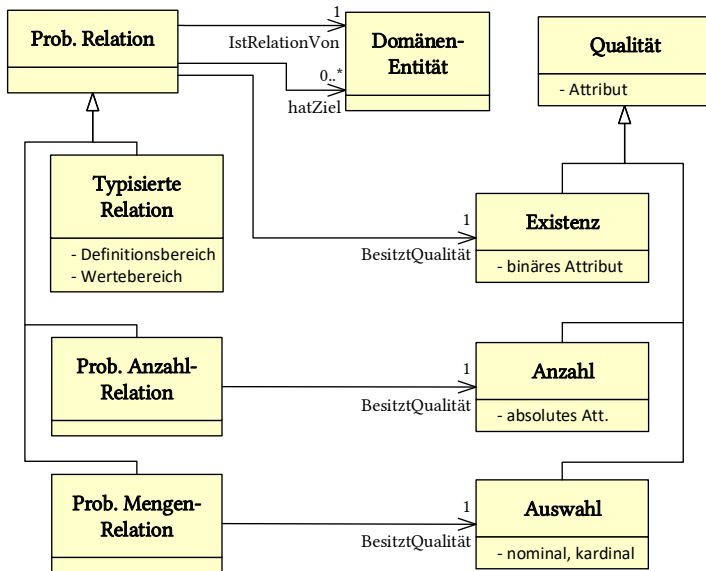 Prob. Relation
1
IstRelationVon
Domänen-
Entität
0..*
hatZiel
Qualität
- Attribut
Typisierte
Relation
- Definitionsbereich
- Wertebereich
1
BesitztQualität
Existenz
- binäres Attribut
Prob. Anzahl-
Relation
1
BesitztQualität
Anzahl
- absolutes Att.
Prob. Mengen-
Relation
1
BesitztQualität
Auswahl
- nominal, kardinal